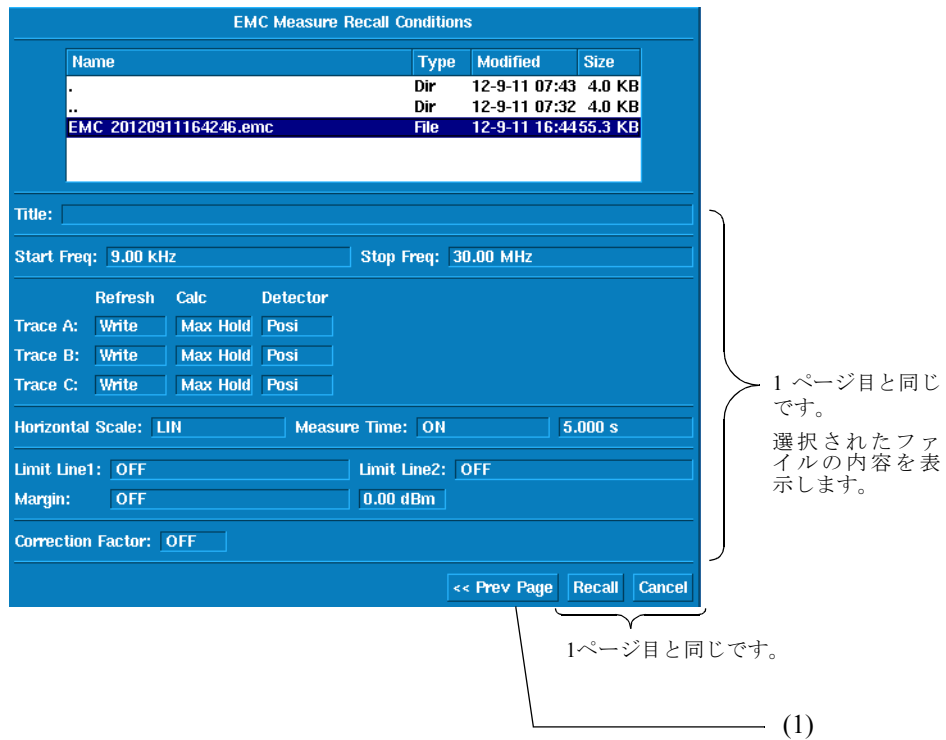 EMC Measure Recall Conditions
Name Type Modified Size
. Dir 12-9-11 07:43 4.0 KB
.. Dir 12-9-11 07:32 4.0 KB
EMC_20120911164246.emc File 12-9-11 16:44 55.3 KB
Title:
Start Freq: 9.00 kHz Stop Freq: 30.00 MHz
Refresh Calc Detector
Trace A: Write Max Hold Posi
Trace B: Write Max Hold Posi
Trace C: Write Max Hold Posi
Horizontal Scale: LIN Measure Time: ON 5.000 s
Limit Line1: OFF Limit Line2: OFF
Margin: OFF 0.00 dBm
Correction Factor: OFF
<< Prev Page Recall Cancel
1 ページ目と同じ
です。
選択されたファ
イルの内容を表
示します。
1ページ目と同じです。
(1)